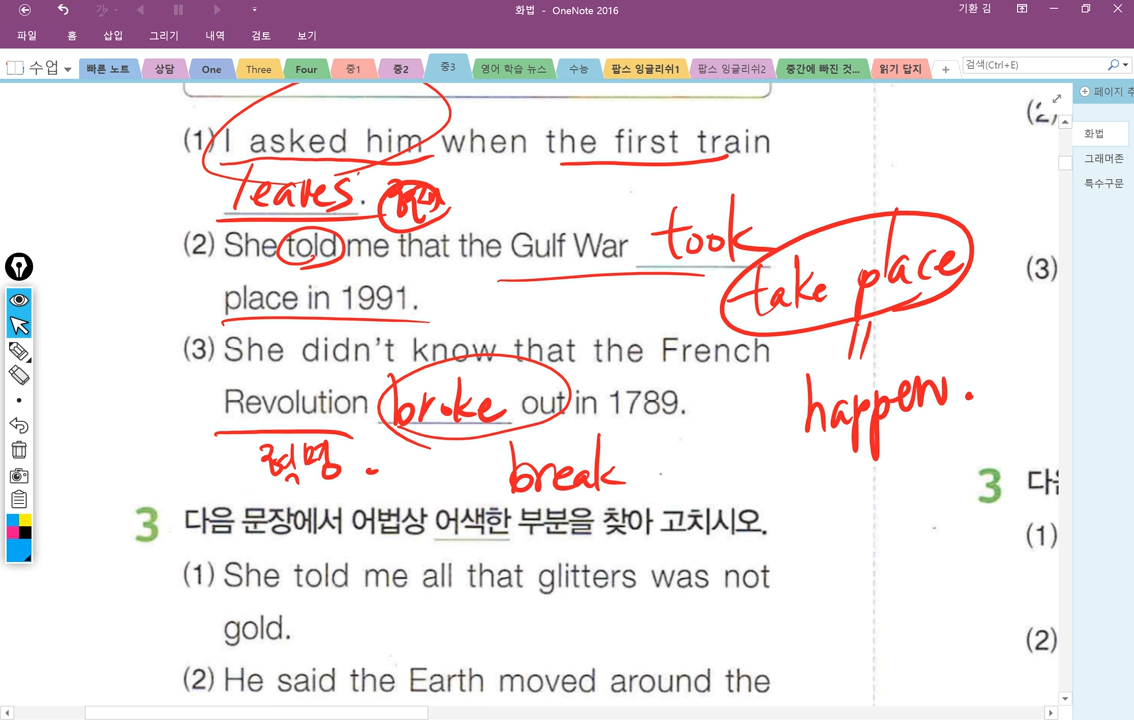 화법 - OneNote 2016
기환 김
파일 홈 삽입 그리기 내역 검토 보기
수업 빠른 노트 상담 One Three Four 중1 중2 중3 영어 학습 뉴스 수능 팝스 잉글리쉬1 팝스 잉글리쉬2 중간에 빠진 것... 읽기 답지 + 검색(Ctrl+E)
페이지 추
화법
그래머존
특수구문
(1) I asked him when the first train
leaves.
(2) She told me that the Gulf War took
place in 1991.
take place
=
happen.
(3) She didn't know that the French
Revolution broke out in 1789.
혁명.
break
3 다음 문장에서 어법상 어색한 부분을 찾아 고치시오.
(1) She told me all that glitters was not
gold.
(2) He said the Earth moved around the
(2)
(3)
3 다음
(1)
(2)